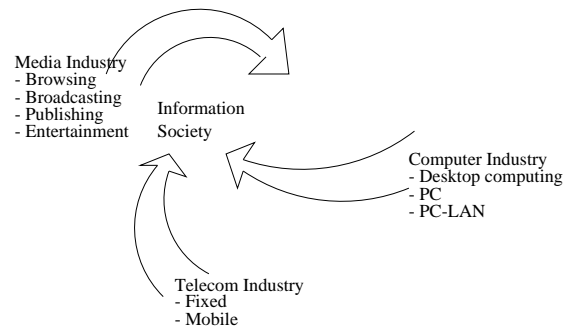 Media Industry
- Browsing
- Broadcasting
- Publishing
- Entertainment
Information
Society
Computer Industry
- Desktop computing
- PC
- PC-LAN
Telecom Industry
- Fixed
- Mobile